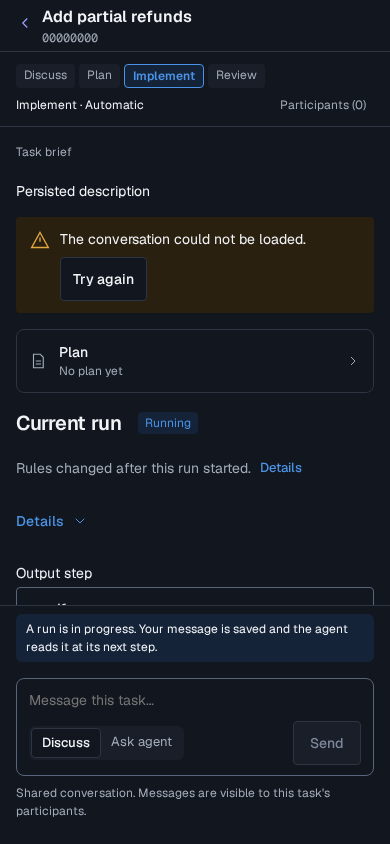 Add partial refunds
00000000
Discuss
Plan
Implement
Review
Implement · Automatic
Participants (0)
Task brief
Persisted description
The conversation could not be loaded.
Try again
Plan
No plan yet
Current run
Running
Rules changed after this run started. Details
Details
Output step
A run is in progress. Your message is saved and the agent
reads it at its next step.
Message this task...
Discuss
Ask agent
Send
Shared conversation. Messages are visible to this task's
participants.